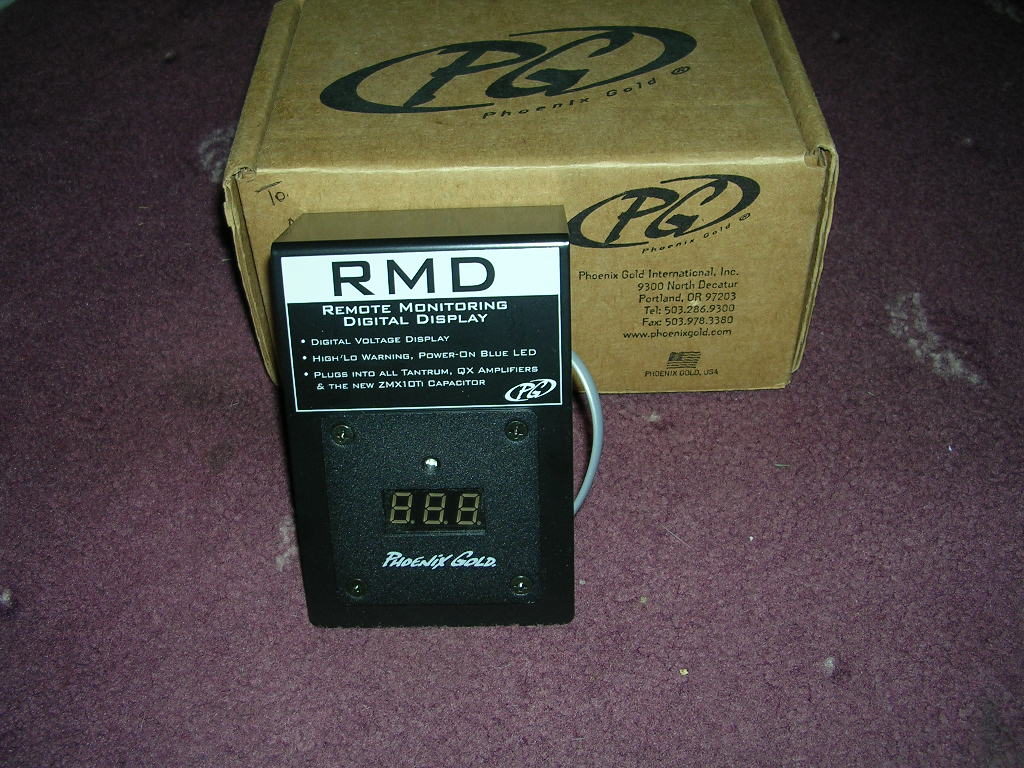 PG
Phoenix Gold ®
To.
PG
Phoenix Gold ®
Phoenix Gold International, Inc.
9300 North Decatur
Portland, OR 97203
Tel: 503.286.9300
Fax: 503.978.3380
www.phoenixgold.com
PHOENIX GOLD, USA
RMD
REMOTE MONITORING
DIGITAL DISPLAY
• DIGITAL VOLTAGE DISPLAY
• HIGH/LO WARNING, POWER-ON BLUE LED
• PLUGS INTO ALL TANTRUM, QX AMPLIFIERS
& THE NEW ZMX10TI CAPACITOR
PG
8.8.8.
PHOENIX GOLD.